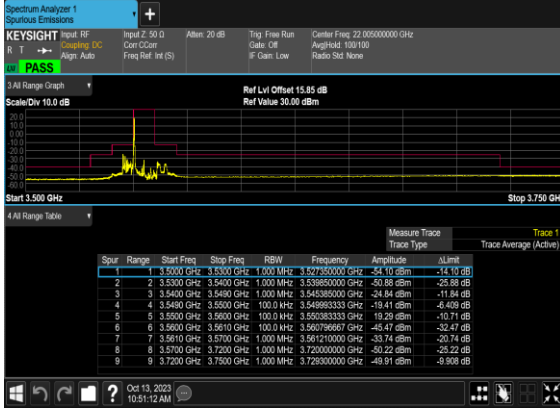 Spectrum Analyzer 1
Spurious Emissions
+
KEYSIGHT Input: RF Input Z: 50 Ω Atten: 20 dB Trig: Free Run Center Freq: 22.005000000 GHz
R T Coupling: DC Corr CCorr Gate: Off Avg|Hold: 100/100
Align: Auto Freq Ref: Int (S) IF Gain: Low Radio Std: None
PASS
3 All Range Graph
Ref Lvl Offset 15.85 dB
Scale/Div 10.0 dB Ref Value 30.00 dBm
20.0
10.0
0.00
-10.0
-20.0
-30.0
-40.0
-50.0
-60.0
Start 3.500 GHz Stop 3.750 GH
4 All Range Table
Measure Trace Trace 1
Trace Type Trace Average (Active)
Spur Range Start Freq Stop Freq RBW Frequency Amplitude ΔLimit
1 1 3.5000 GHz 3.5300 GHz 1.000 MHz 3.527350000 GHz -54.10 dBm -14.10 dB
2 2 3.5300 GHz 3.5400 GHz 1.000 MHz 3.539850000 GHz -50.88 dBm -25.88 dB
3 3 3.5400 GHz 3.5490 GHz 1.000 MHz 3.545385000 GHz -24.84 dBm -11.84 dB
4 4 3.5490 GHz 3.5500 GHz 100.0 kHz 3.549993333 GHz -19.41 dBm -6.409 dB
5 5 3.5500 GHz 3.5600 GHz 100.0 kHz 3.550383333 GHz 19.29 dBm -10.71 dB
6 6 3.5600 GHz 3.5610 GHz 100.0 kHz 3.560796667 GHz -45.47 dBm -32.47 dB
7 7 3.5610 GHz 3.5700 GHz 1.000 MHz 3.561210000 GHz -33.74 dBm -20.74 dB
8 8 3.5700 GHz 3.7200 GHz 1.000 MHz 3.720000000 GHz -50.22 dBm -25.22 dB
9 9 3.7200 GHz 3.7500 GHz 1.000 MHz 3.729300000 GHz -49.91 dBm -9.908 dB
? Oct 13, 2023
10:51:12 AM